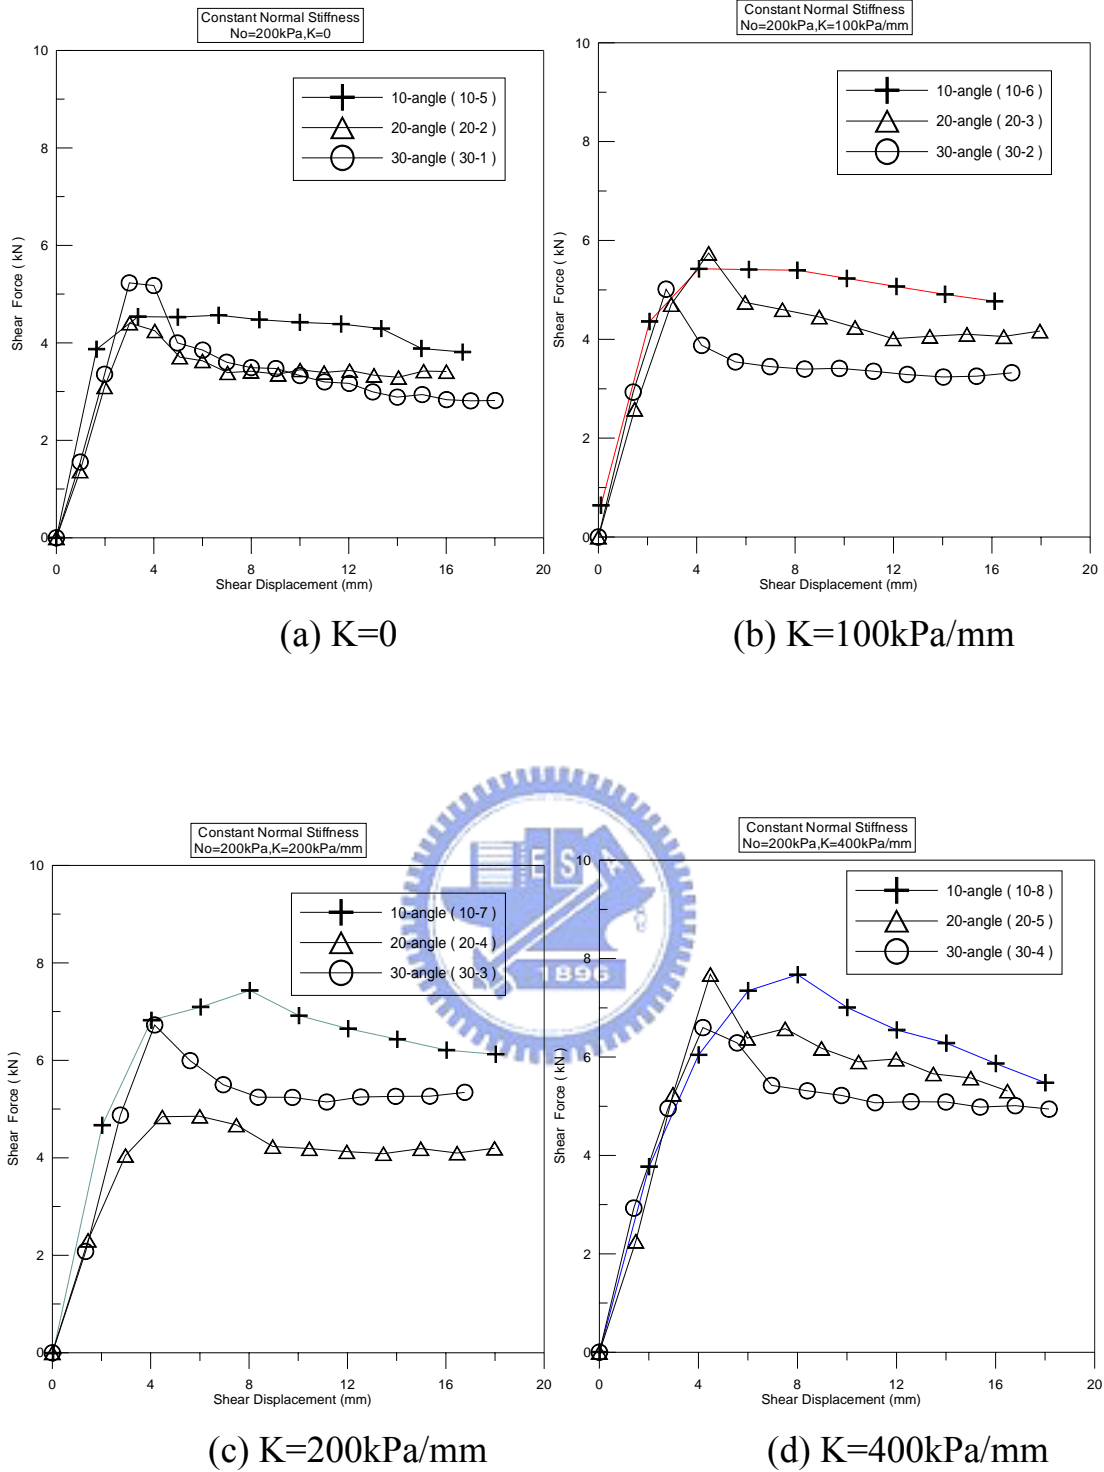 Constant Normal Stiffness
No=200kPa,K=0
10
8
6
4
2
0
Shear Force ( kN )
10-angle ( 10-5 )
20-angle ( 20-2 )
30-angle ( 30-1 )
0 4 8 12 16 20
Shear Displacement (mm)
(a) K=0
Constant Normal Stiffness
No=200kPa,K=100kPa/mm
10
8
6
4
2
0
Shear Force ( kN )
10-angle ( 10-6 )
20-angle ( 20-3 )
30-angle ( 30-2 )
0 4 8 12 16 20
Shear Displacement (mm)
(b) K=100kPa/mm
Constant Normal Stiffness
No=200kPa,K=200kPa/mm
10
8
6
4
2
0
Shear Force ( kN )
10-angle ( 10-7 )
20-angle ( 20-4 )
30-angle ( 30-3 )
0 4 8 12 16 20
Shear Displacement (mm)
(c) K=200kPa/mm
ES
1896
Constant Normal Stiffness
No=200kPa,K=400kPa/mm
10
8
6
4
2
0
Shear Force ( kN )
10-angle ( 10-8 )
20-angle ( 20-5 )
30-angle ( 30-4 )
0 4 8 12 16 20
Shear Displacement (mm)
(d) K=400kPa/mm